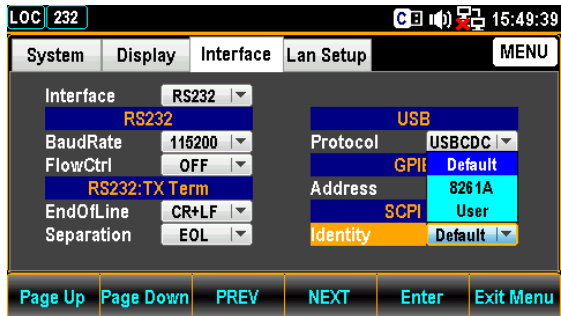 LOC 232 C 15:49:39
System Display Interface Lan Setup MENU
Interface RS232
RS232 USB
BaudRate 115200 Protocol USBCDC
FlowCtrl OFF GPI Default
RS232:TX Term Address 8261A
EndOfLine CR+LF SCPI User
Separation EOL Identity Default
Page Up Page Down PREV NEXT Enter Exit Menu